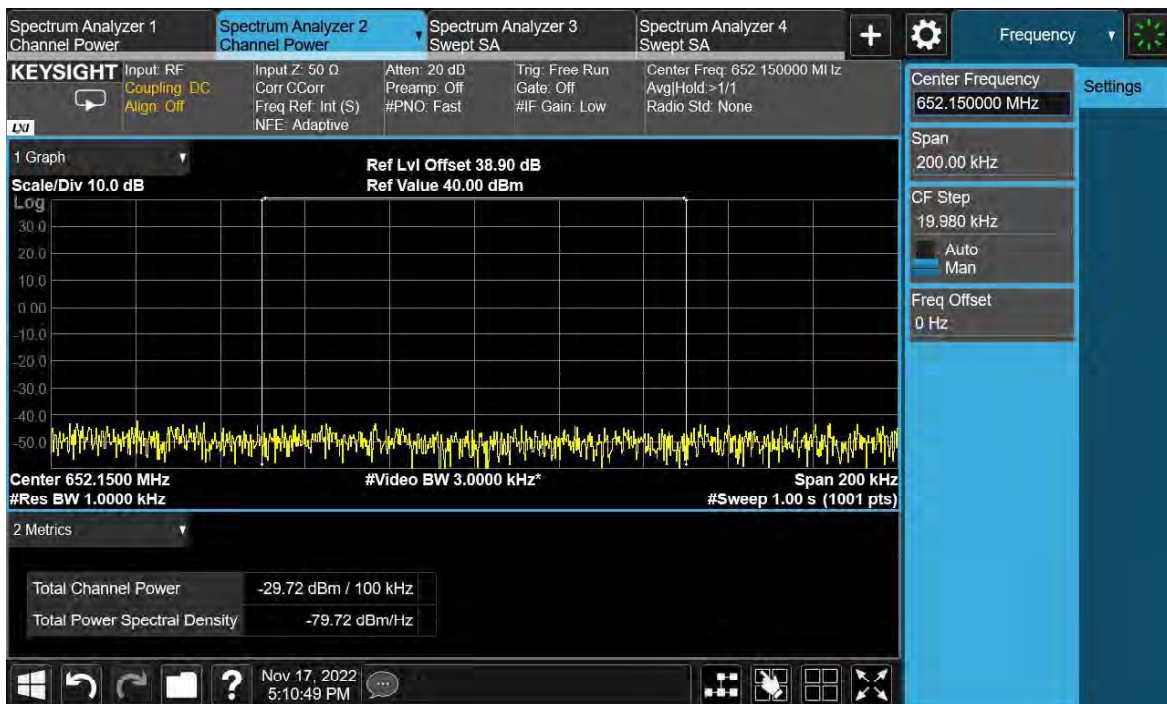 Spectrum Analyzer 1
Channel Power
Spectrum Analyzer 2
Channel Power
Spectrum Analyzer 3
Swept SA
Spectrum Analyzer 4
Swept SA
Frequency
KEYSIGHT
LXI
Input: RF
Coupling: DC
Align: Off
Input Z: 50 Ω
Corr CCorr
Freq Ref: Int (S)
NFE: Adaptive
Atten: 20 dB
Preamp: Off
#PNO: Fast
Trig: Free Run
Gate: Off
#IF Gain: Low
Center Freq: 652.150000 MHz
Avg|Hold:>1/1
Radio Std: None
Center Frequency
652.150000 MHz
Settings
Span
200.00 kHz
CF Step
19.980 kHz
Auto
Man
Freq Offset
0 Hz
1 Graph
Scale/Div 10.0 dB
Ref Lvl Offset 38.90 dB
Ref Value 40.00 dBm
Log
30.0
20.0
10.0
0.00
-10.0
-20.0
-30.0
-40.0
-50.0
Center 652.1500 MHz
#Video BW 3.0000 kHz*
Span 200 kHz
#Res BW 1.0000 kHz
#Sweep 1.00 s (1001 pts)
2 Metrics
Total Channel Power -29.72 dBm / 100 kHz
Total Power Spectral Density -79.72 dBm/Hz
Nov 17, 2022
5:10:49 PM